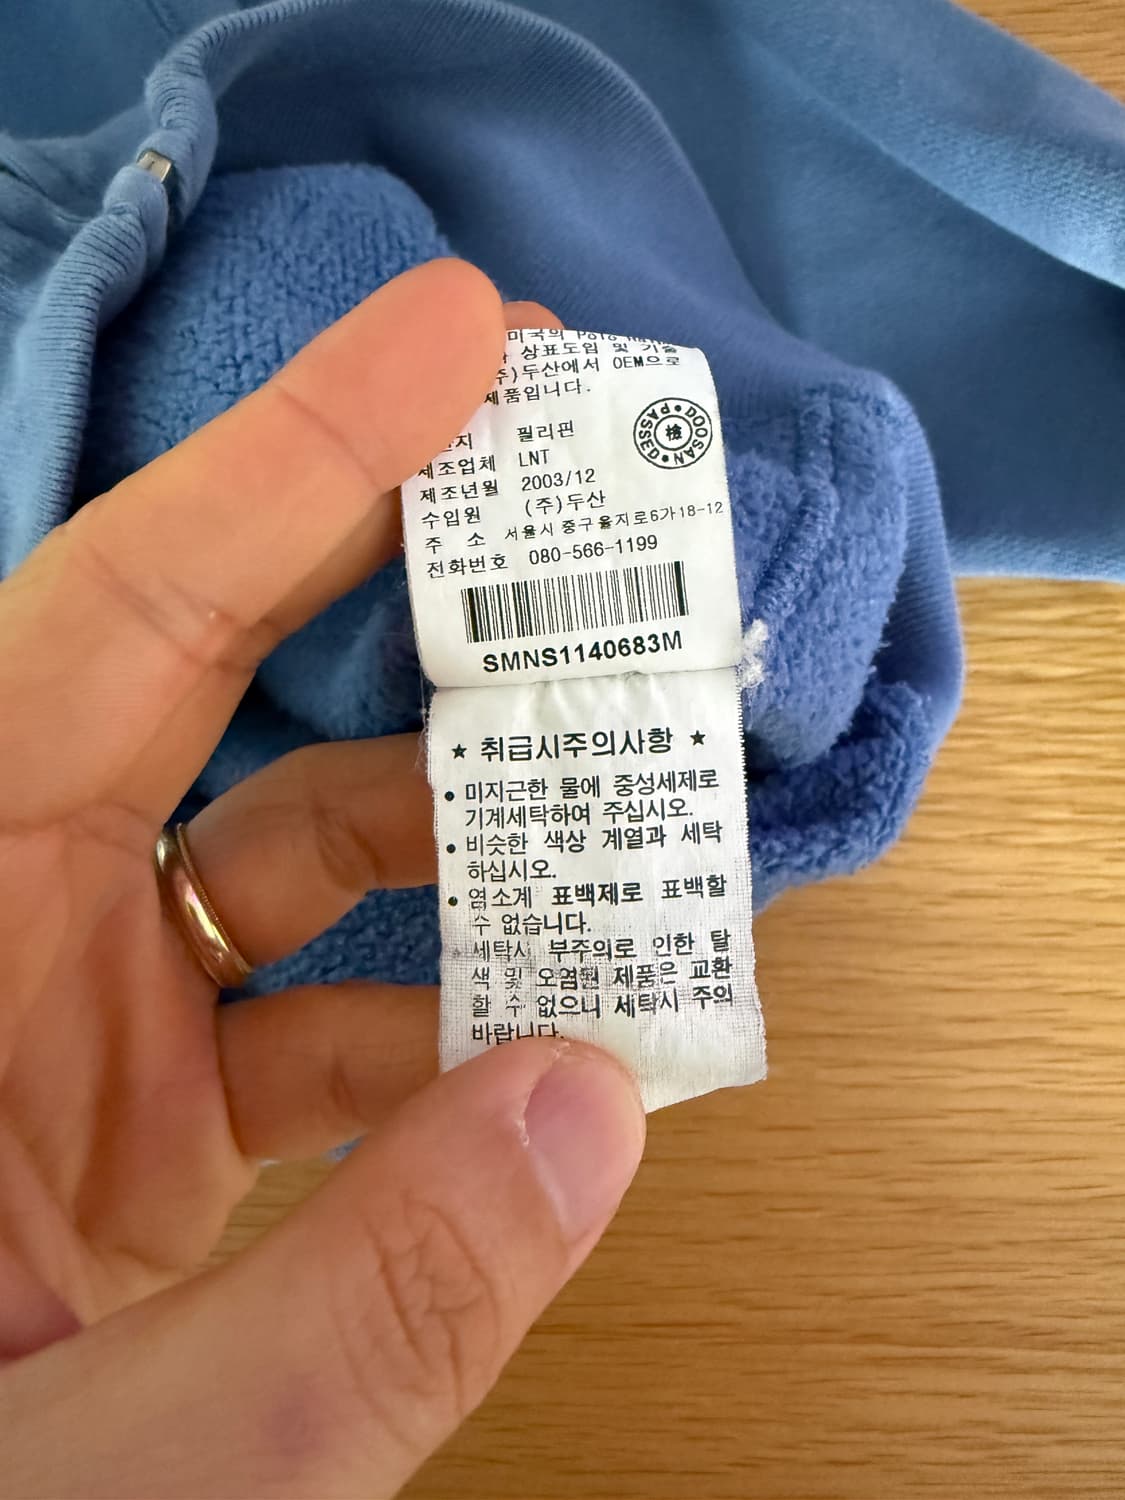 미국의 Polo
상표도입 및 기술
주)두산에서 OEM으로
제품입니다.
DOOSAN PASSED 檢
필리핀
제조업체 LNT
제조년월 2003/12
수입원 (주)두산
주 소 서울시 중구 을지로6가 18-12
전화번호 080-566-1199
SMNS1140683M
★ 취급시주의사항 ★
• 미지근한 물에 중성세제로
기계세탁하여 주십시오.
• 비슷한 색상 계열과 세탁
하십시오.
• 염소계 표백제로 표백할
수 없습니다.
세탁시 부주의로 인한 탈
색 및 오염된 제품은 교환
할 수 없으니 세탁시 주의
바랍니다.